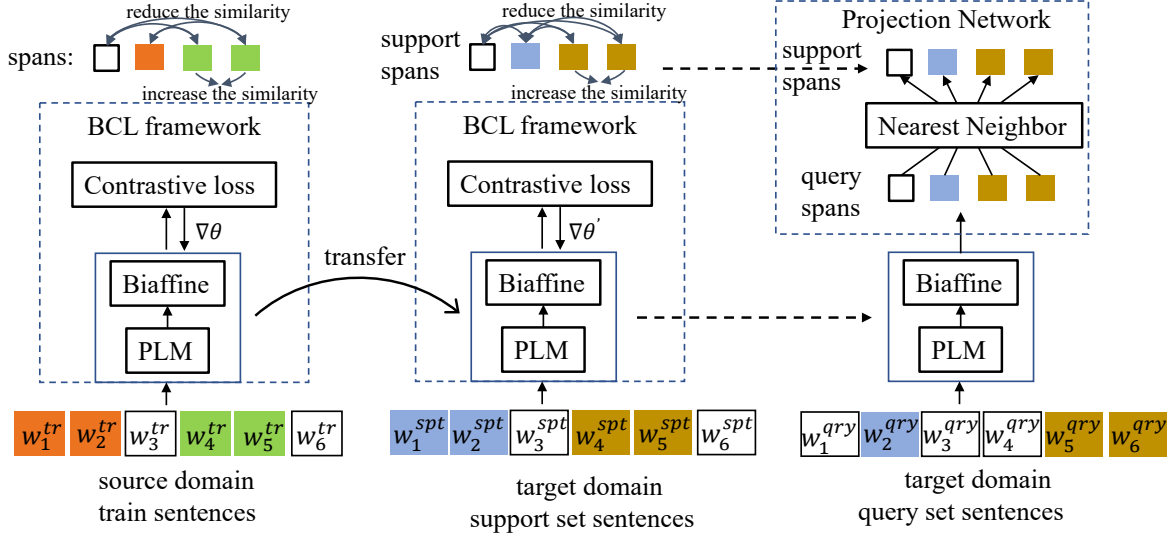 reduce the similarity
spans:
increase the similarity
BCL framework
Contrastive loss
∇θ
Biaffine
PLM
w_1^{tr} w_2^{tr} w_3^{tr} w_4^{tr} w_5^{tr} w_6^{tr}
source domain
train sentences
transfer
reduce the similarity
support
spans
increase the similarity
BCL framework
Contrastive loss
∇θ'
Biaffine
PLM
w_1^{spt} w_2^{spt} w_3^{spt} w_4^{spt} w_5^{spt} w_6^{spt}
target domain
support set sentences
Projection Network
support
spans
Nearest Neighbor
query
spans
Biaffine
PLM
w_1^{qry} w_2^{qry} w_3^{qry} w_4^{qry} w_5^{qry} w_6^{qry}
target domain
query set sentences